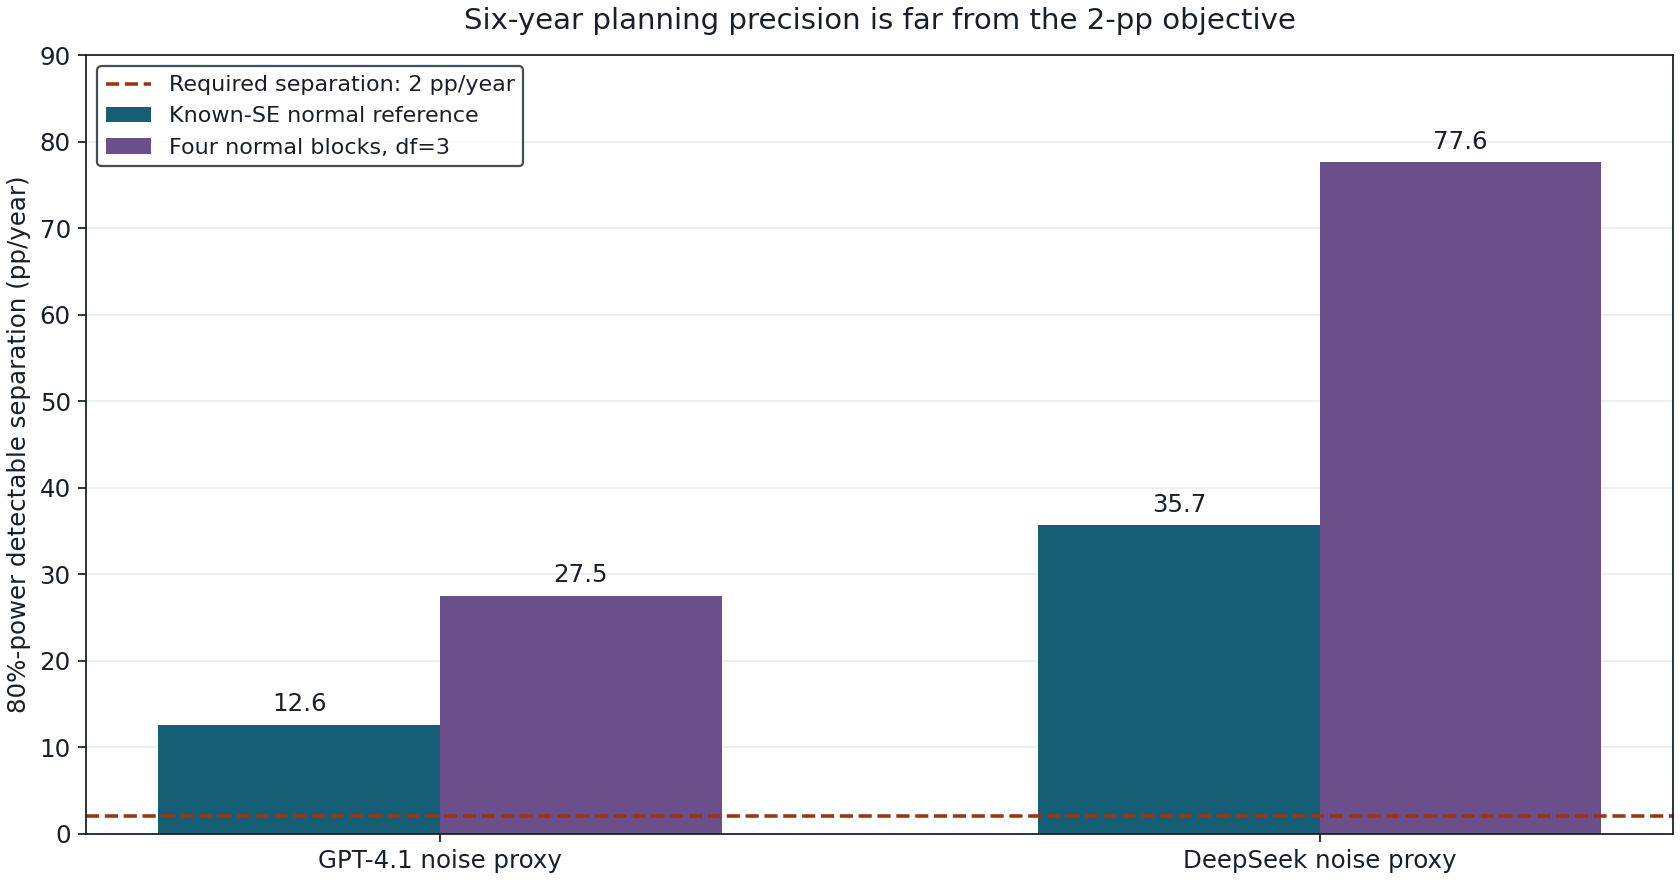 Six-year planning precision is far from the 2-pp objective
80%-power detectable separation (pp/year)
90
80
70
60
50
40
30
20
10
0
Required separation: 2 pp/year
Known-SE normal reference
Four normal blocks, df=3
12.6
27.5
35.7
77.6
GPT-4.1 noise proxy
DeepSeek noise proxy